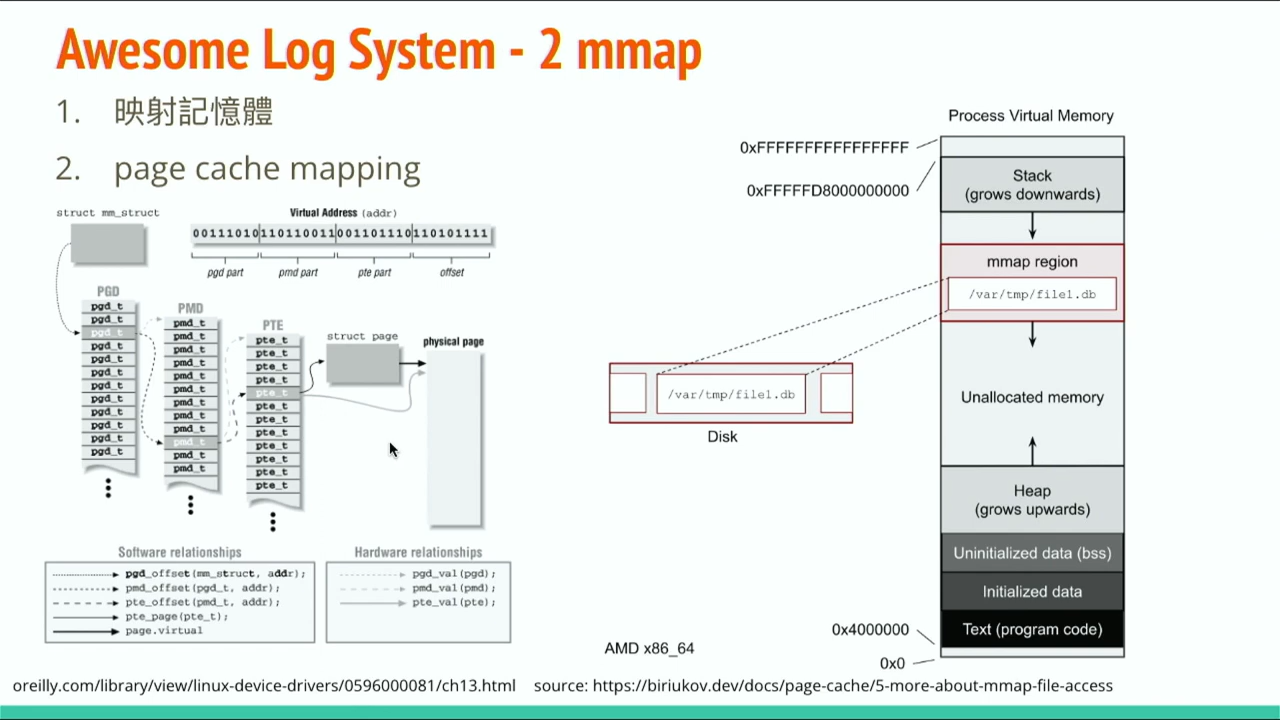 Awesome Log System - 2 mmap
1. 映射記憶體
2. page cache mapping
struct mm_struct
Virtual Address (addr)
00111010110110011001101110110101111
pgd part
pmd part
pte part
offset
PGD
pgd_t
pgd_t
pgd_t
pgd_t
pgd_t
pgd_t
pgd_t
pgd_t
pgd_t
pgd_t
pgd_t
pgd_t
PMD
pmd_t
pmd_t
pmd_t
pmd_t
pmd_t
pmd_t
pmd_t
pmd_t
pmd_t
pmd_t
pmd_t
pmd_t
PTE
pte_t
pte_t
pte_t
pte_t
pte_t
pte_t
pte_t
pte_t
pte_t
pte_t
pte_t
pte_t
struct page
physical page
Software relationships
pgd_offset(mm_struct, addr);
pmd_offset(pgd_t, addr);
pte_offset(pmd_t, addr);
pte_page(pte_t);
page.virtual
Hardware relationships
pgd_val(pgd);
pmd_val(pmd);
pte_val(pte);
Process Virtual Memory
0xFFFFFFFFFFFFFFFF
0xFFFFFD8000000000
Stack
(grows downwards)
mmap region
/var/tmp/file1.db
/var/tmp/file1.db
Disk
Unallocated memory
Heap
(grows upwards)
Uninitialized data (bss)
Initialized data
0x4000000
Text (program code)
AMD x86_64
0x0
oreilly.com/library/view/linux-device-drivers/0596000081/ch13.html
source: https://biriukov.dev/docs/page-cache/5-more-about-mmap-file-access